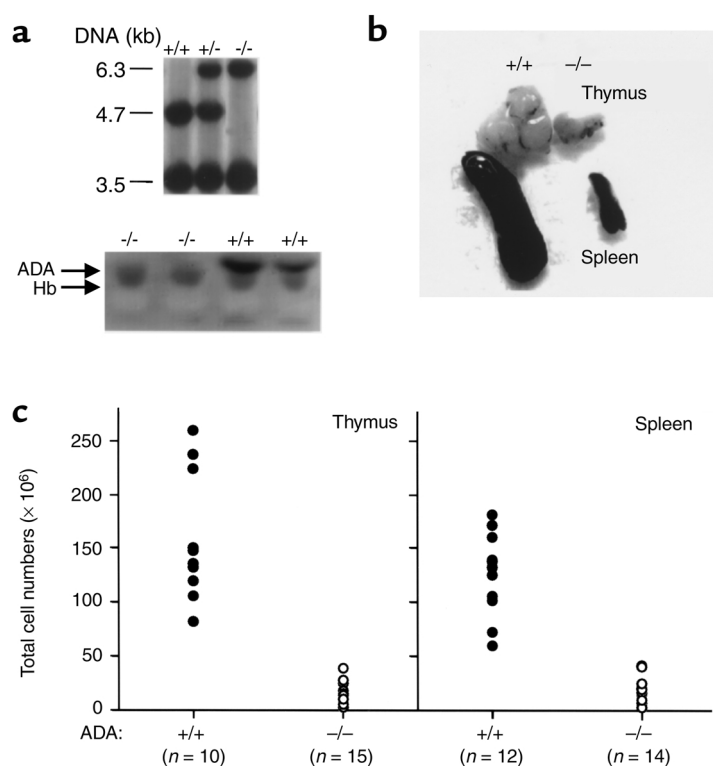 a
DNA (kb)
+/+ +/- -/-
6.3
4.7
3.5
-/- -/- +/+ +/+
ADA
Hb
b
+/+ –/–
Thymus
Spleen
c
Thymus
Spleen
Total cell numbers (× 10⁶)
250
200
150
100
50
0
ADA: +/+ –/– +/+ –/–
(n = 10) (n = 15) (n = 12) (n = 14)